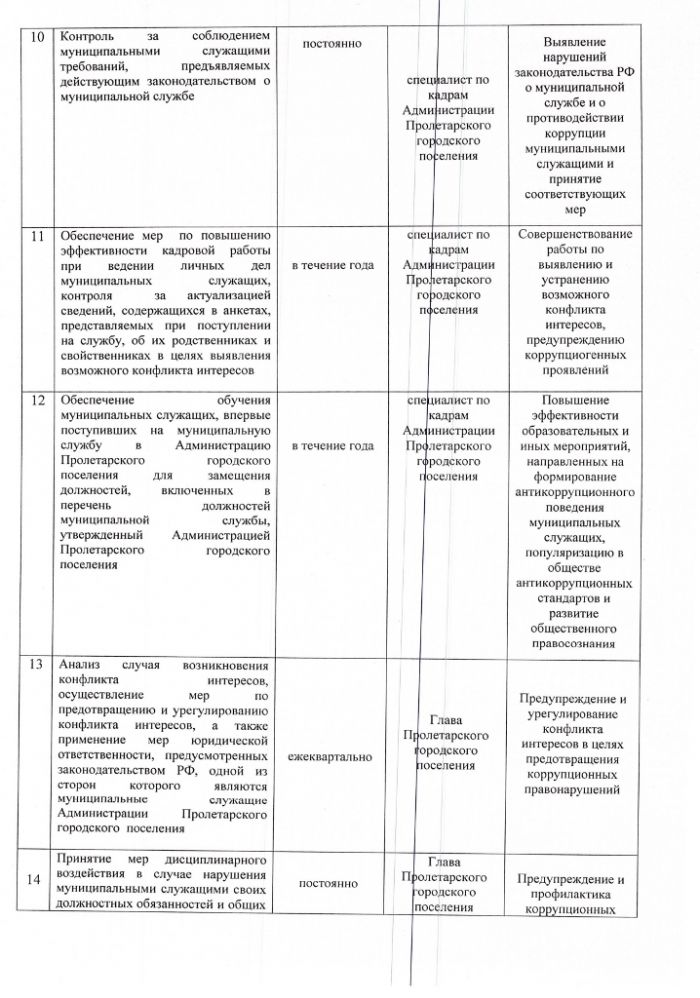 10
Контроль за соблюдением
муниципальными служащими
требований, предъявляемых
действующим законодательством о
муниципальной службе
постоянно
специалист по
кадрам
Администрации
Пролетарского
городского
поселения
Выявление
нарушений
законодательства РФ
о муниципальной
службе и о
противодействии
коррупции
муниципальными
служащими и
принятие
соответствующих
мер
11
Обеспечение мер по повышению
эффективности кадровой работы
при ведении личных дел
муниципальных служащих,
контроля за актуализацией
сведений, содержащихся в анкетах,
представляемых при поступлении
на службу, об их родственниках и
свойственниках в целях выявления
возможного конфликта интересов
в течение года
специалист по
кадрам
Администрации
Пролетарского
городского
поселения
Совершенствование
работы по
выявлению и
устранению
возможного
конфликта
интересов,
предупреждению
коррупциогенных
проявлений
12
Обеспечение обучения
муниципальных служащих, впервые
поступивших на муниципальную
службу в Администрацию
Пролетарского городского
поселения для замещения
должностей, включенных в
перечень должностей
муниципальной службы,
утвержденный Администрацией
Пролетарского городского
поселения
в течение года
специалист по
кадрам
Администрации
Пролетарского
городского
поселения
Повышение
эффективности
образовательных и
иных мероприятий,
направленных на
формирование
антикоррупционного
поведения
муниципальных
служащих,
популяризацию в
обществе
антикоррупционных
стандартов и
развитие
общественного
правосознания
13
Анализ случая возникновения
конфликта интересов,
осуществление мер по
предотвращению и урегулированию
конфликта интересов, а также
применение мер юридической
ответственности, предусмотренных
законодательством РФ, одной из
сторон которого являются
муниципальные служащие
Администрации Пролетарского
городского поселения
ежеквартально
Глава
Пролетарского
городского
поселения
Предупреждение и
урегулирование
конфликта
интересов в целях
предотвращения
коррупционных
правонарушений
14
Принятие мер дисциплинарного
воздействия в случае нарушения
муниципальными служащими своих
должностных обязанностей и общих
постоянно
Глава
Пролетарского
городского
поселения
Предупреждение и
профилактика
коррупционных